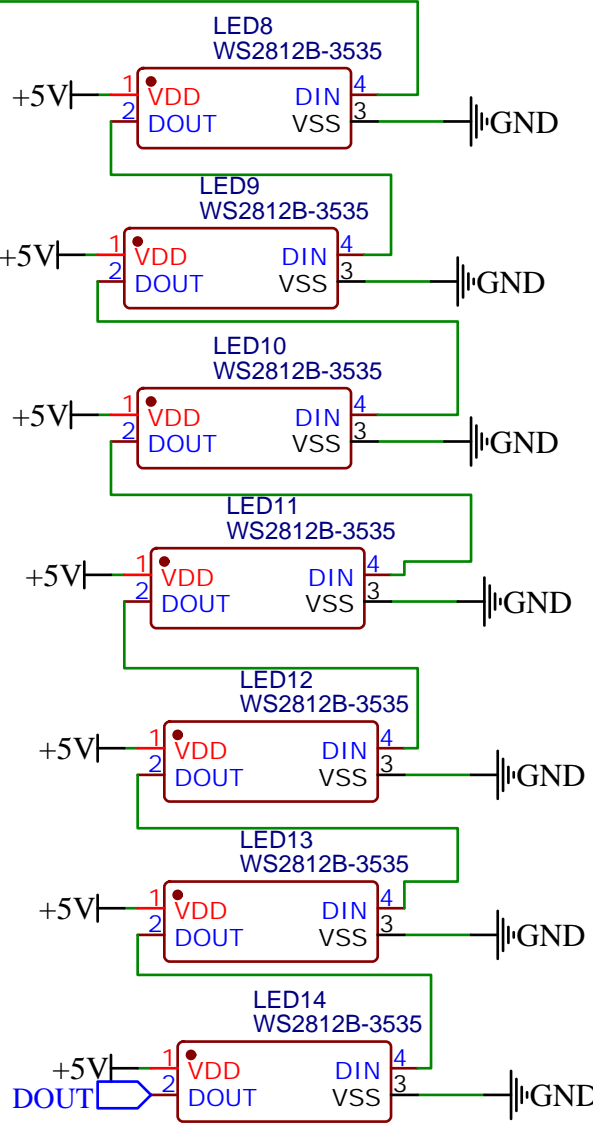 LED8
WS2812B-3535
+5V 1 VDD DIN 4
2 DOUT VSS 3 GND
LED9
WS2812B-3535
+5V 1 VDD DIN 4
2 DOUT VSS 3 GND
LED10
WS2812B-3535
+5V 1 VDD DIN 4
2 DOUT VSS 3 GND
LED11
WS2812B-3535
+5V 1 VDD DIN 4
2 DOUT VSS 3 GND
LED12
WS2812B-3535
+5V 1 VDD DIN 4
2 DOUT VSS 3 GND
LED13
WS2812B-3535
+5V 1 VDD DIN 4
2 DOUT VSS 3 GND
LED14
WS2812B-3535
+5V 1 VDD DIN 4
DOUT 2 DOUT VSS 3 GND